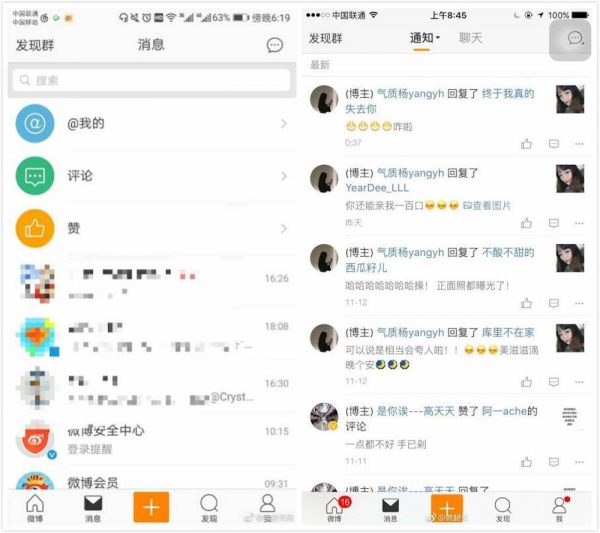 中国联通
中国移动
63% 傍晚6:19
发现群
消息
搜索
@我的
评论
赞
16:26
18:08
16:30
@Cryst...
微博安全中心
10:15
登录提醒
微博会员
09:31
微博
消息
发现
我
中国联通
上午8:45
100%
发现群
通知
聊天
最新
(博主) 气质杨yangyh 回复了 终于我真的
失去你
咋啦
0:37
(博主) 气质杨yangyh 回复了
YearDee_LLL
你还能亲我一百口 查看图片
昨天
(博主) 气质杨yangyh 回复了 不酸不甜的
西瓜籽儿
哈哈哈哈哈哈哈操！ 正面照都曝光了！
11-12
(博主) 气质杨yangyh 回复了 库里不在家
可以说是相当会夸人啦！！ 美滋滋滴
晚个安
11-12
(博主) 是你诶---高天天 赞了 阿一ache的
评论
一点都不好 手已剁
11-11
(博主) 是你诶---高天天 回复了
16
微博
消息
发现
我